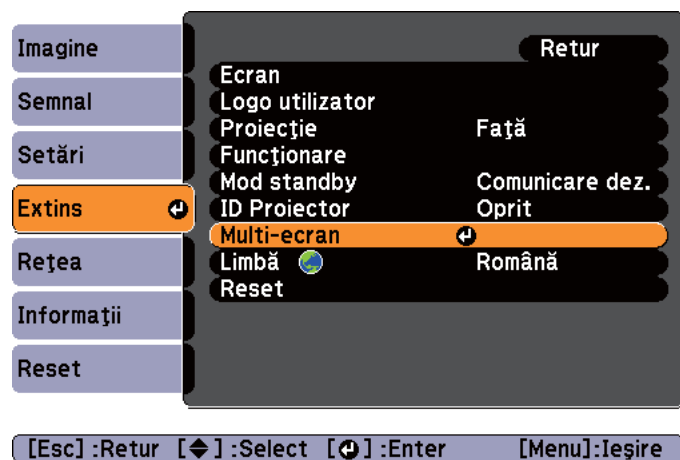 Imagine
Semnal
Setări
Extins
Reţea
Informaţii
Reset
Retur
Ecran
Logo utilizator
Proiecţie Faţă
Funcţionare
Mod standby Comunicare dez.
ID Proiector Oprit
Multi-ecran
Limbă Română
Reset
[Esc] :Retur [◆] :Select [↵] :Enter [Menu]:Ieşire